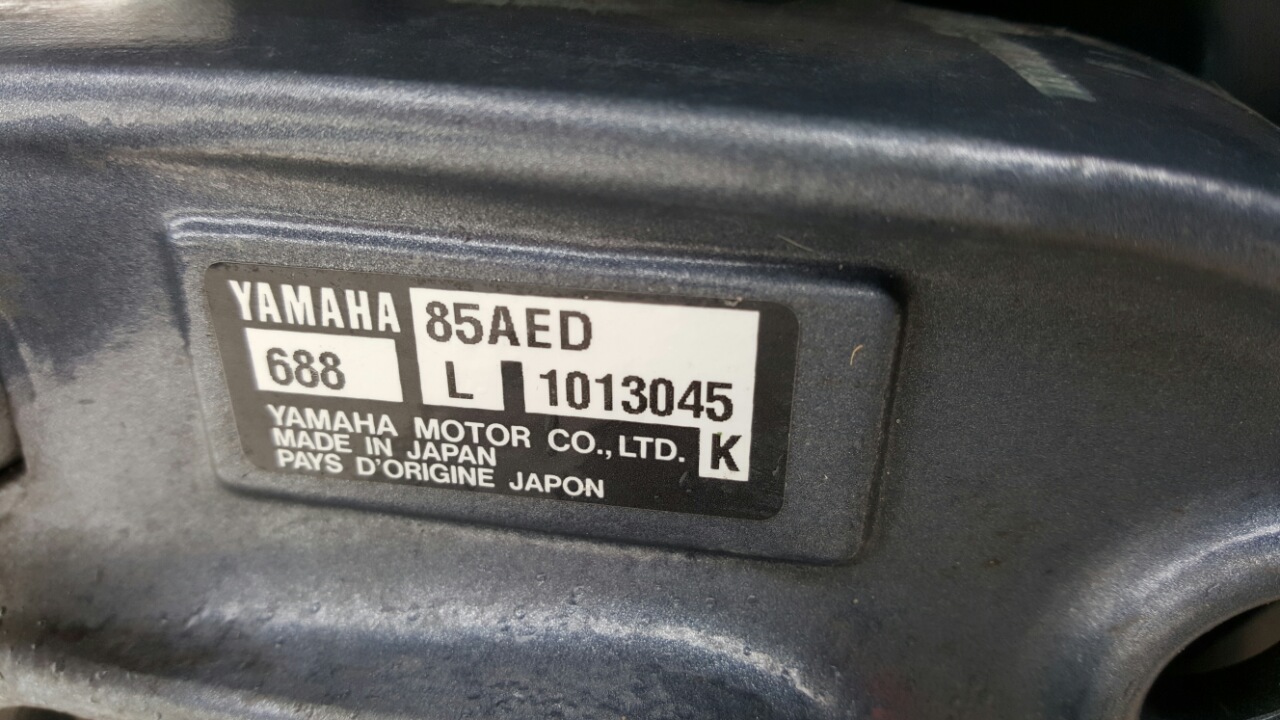 YAMAHA 85AED
688 L 1013045
YAMAHA MOTOR CO., LTD. K
MADE IN JAPAN
PAYS D'ORIGINE JAPON